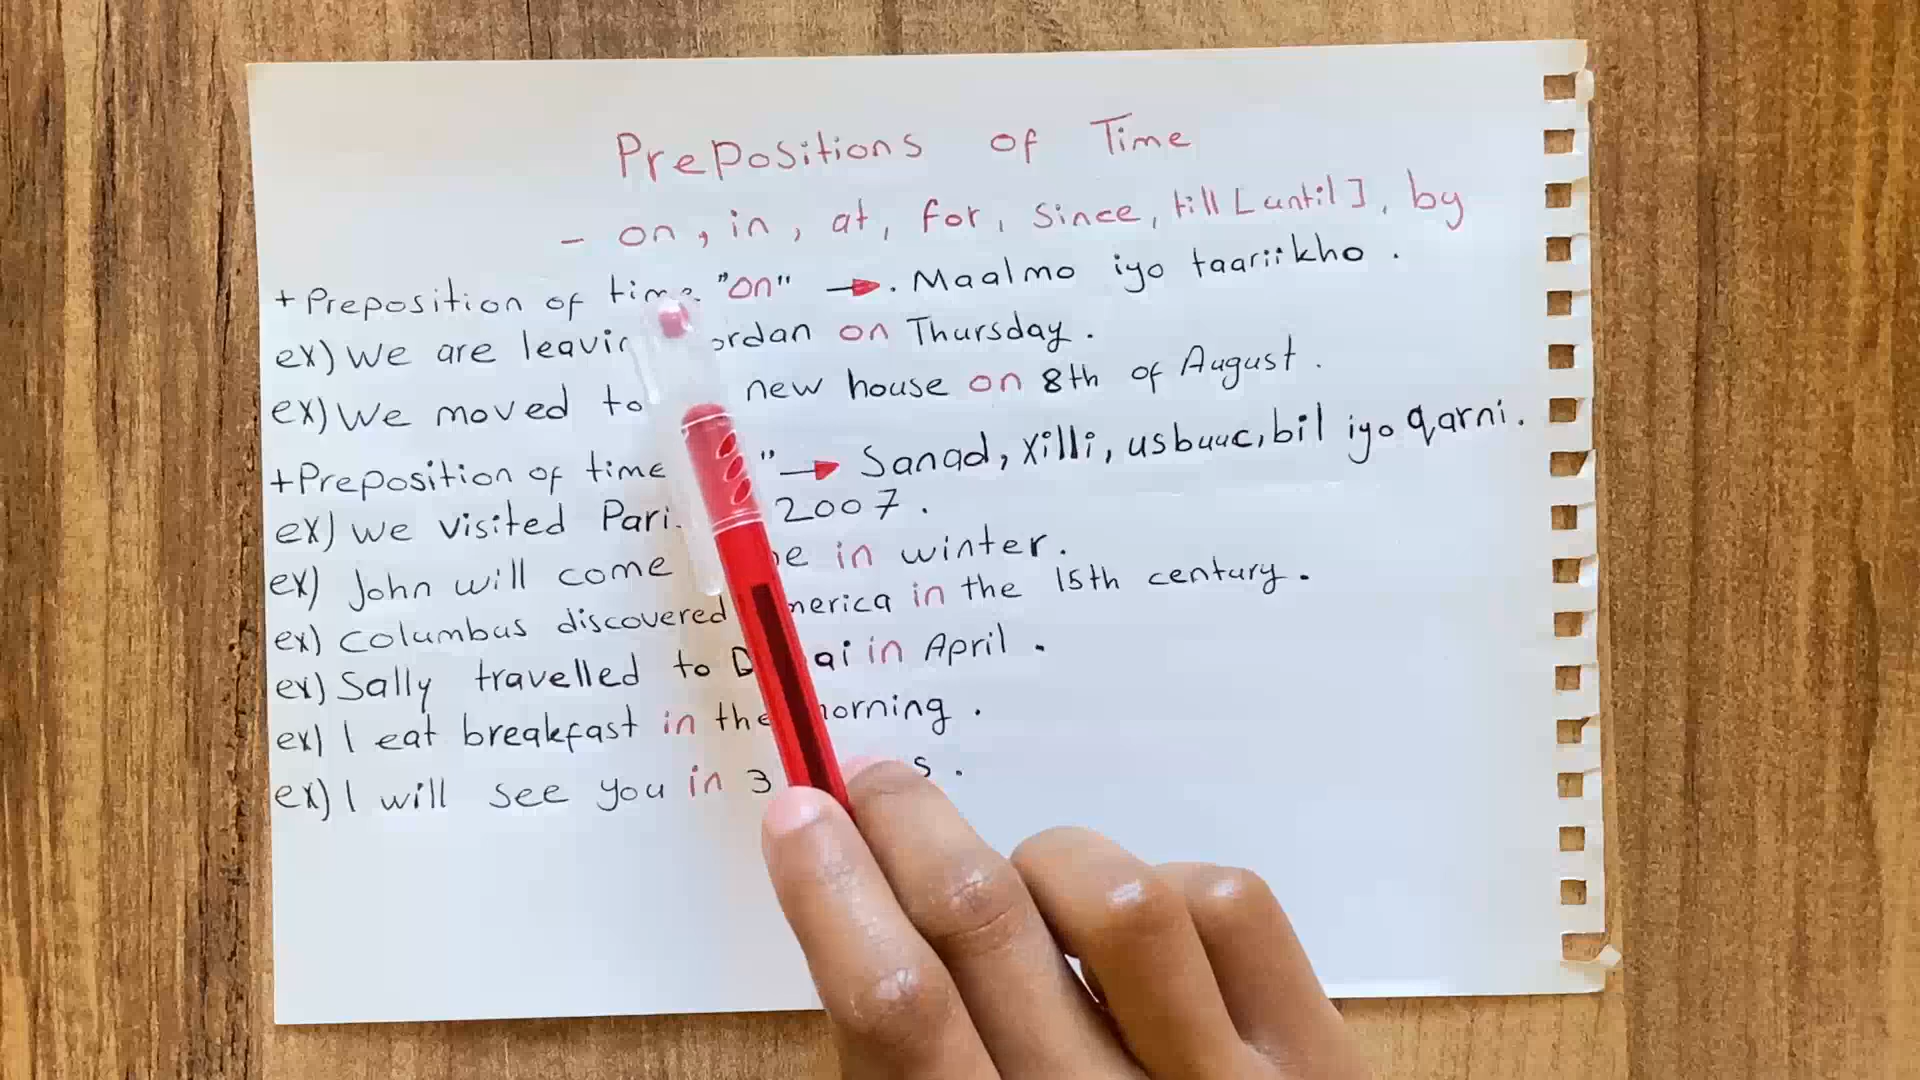 Prepositions of Time
- on, in, at, for, since, till [until], by
+ Preposition of time "on" → Maalmo iyo taariikho.
ex) We are leaving Jordan on Thursday.
ex) We moved to new house on 8th of August.
+ Preposition of time " → Sanad, Xilli, usbuuc, bil iyo qarni.
ex) we visited Paris 2007.
ex) John will come in winter.
ex) Columbus discovered America in the 15th century.
ex) Sally travelled to Dubai in April.
ex) I eat breakfast in the morning.
ex) I will see you in 3